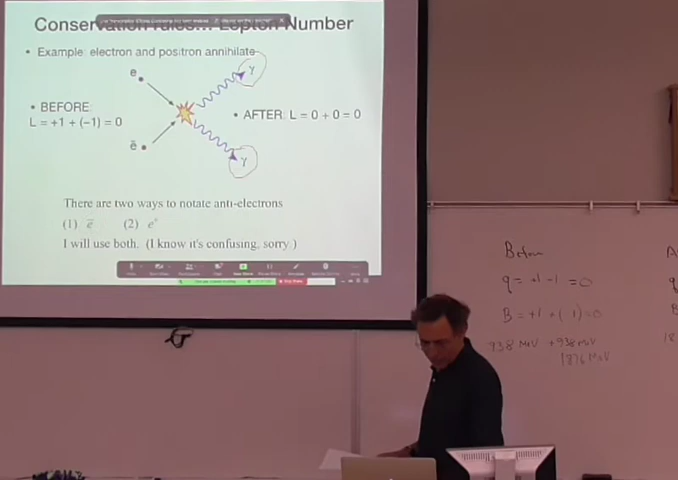 Conservation rules... Lepton Number
• Example: electron and positron annihilate
e
γ
• BEFORE:
L = +1 + (-1) = 0
• AFTER: L = 0 + 0 = 0
ē
γ
There are two ways to notate anti-electrons
(1) ē (2) e⁺
I will use both. (I know it's confusing, sorry.)
Before
q = +1 -1 = 0
B = +1 + (-1) = 0
938 MeV + 938 MeV
1876 MeV